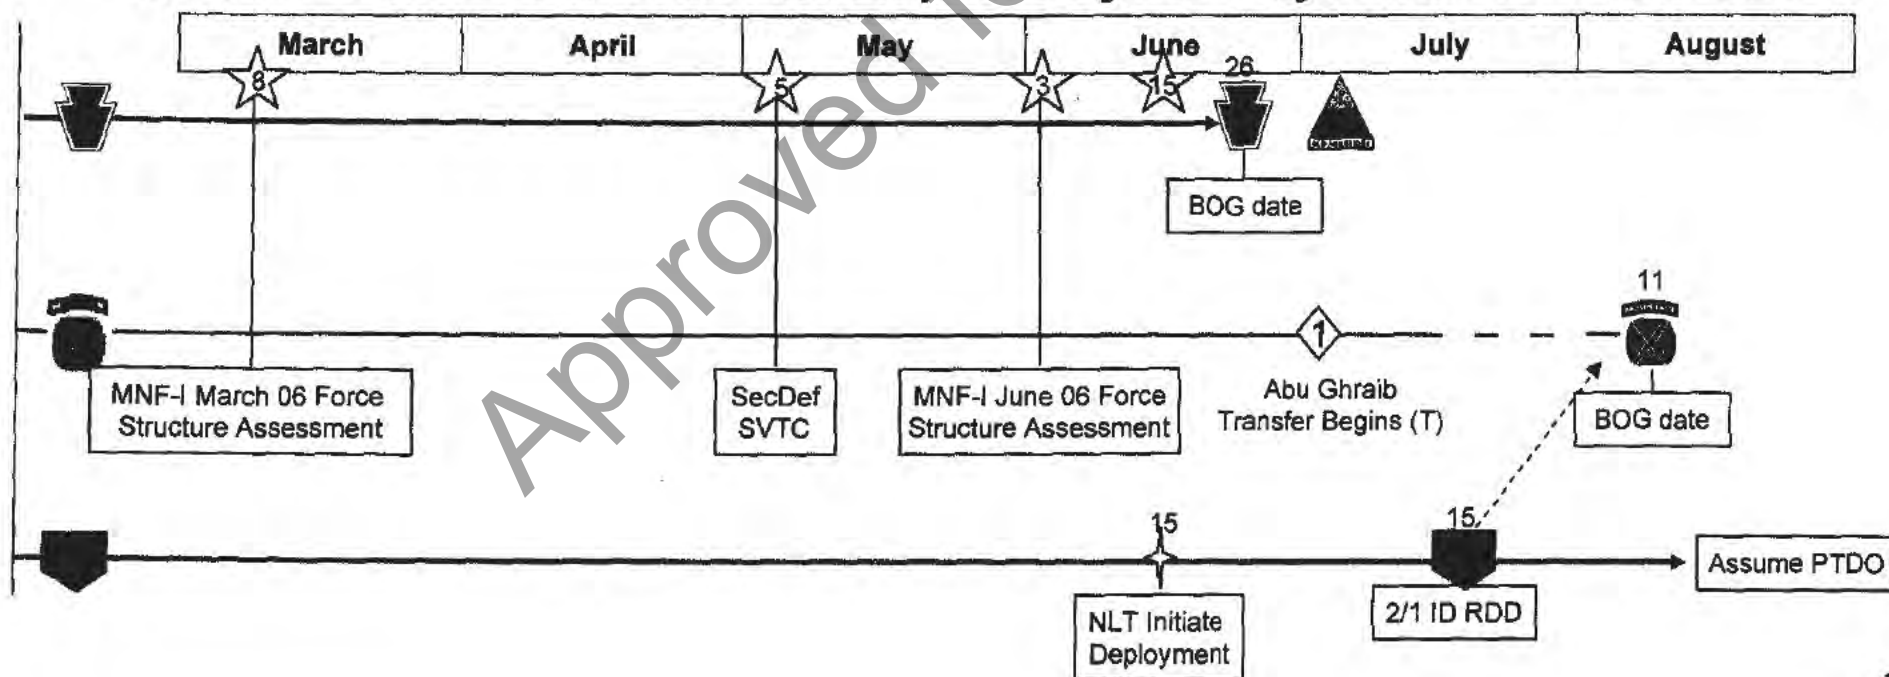 March April May June July August
8 5 3 15 26
BOG date
11
1
MNF-I March 06 Force
Structure Assessment
SecDef
SVTC
MNF-I June 06 Force
Structure Assessment
Abu Ghraib
Transfer Begins (T)
BOG date
15
15
Assume PTDO
NLT Initiate
Deployment
2/1 ID RDD
Approved fo